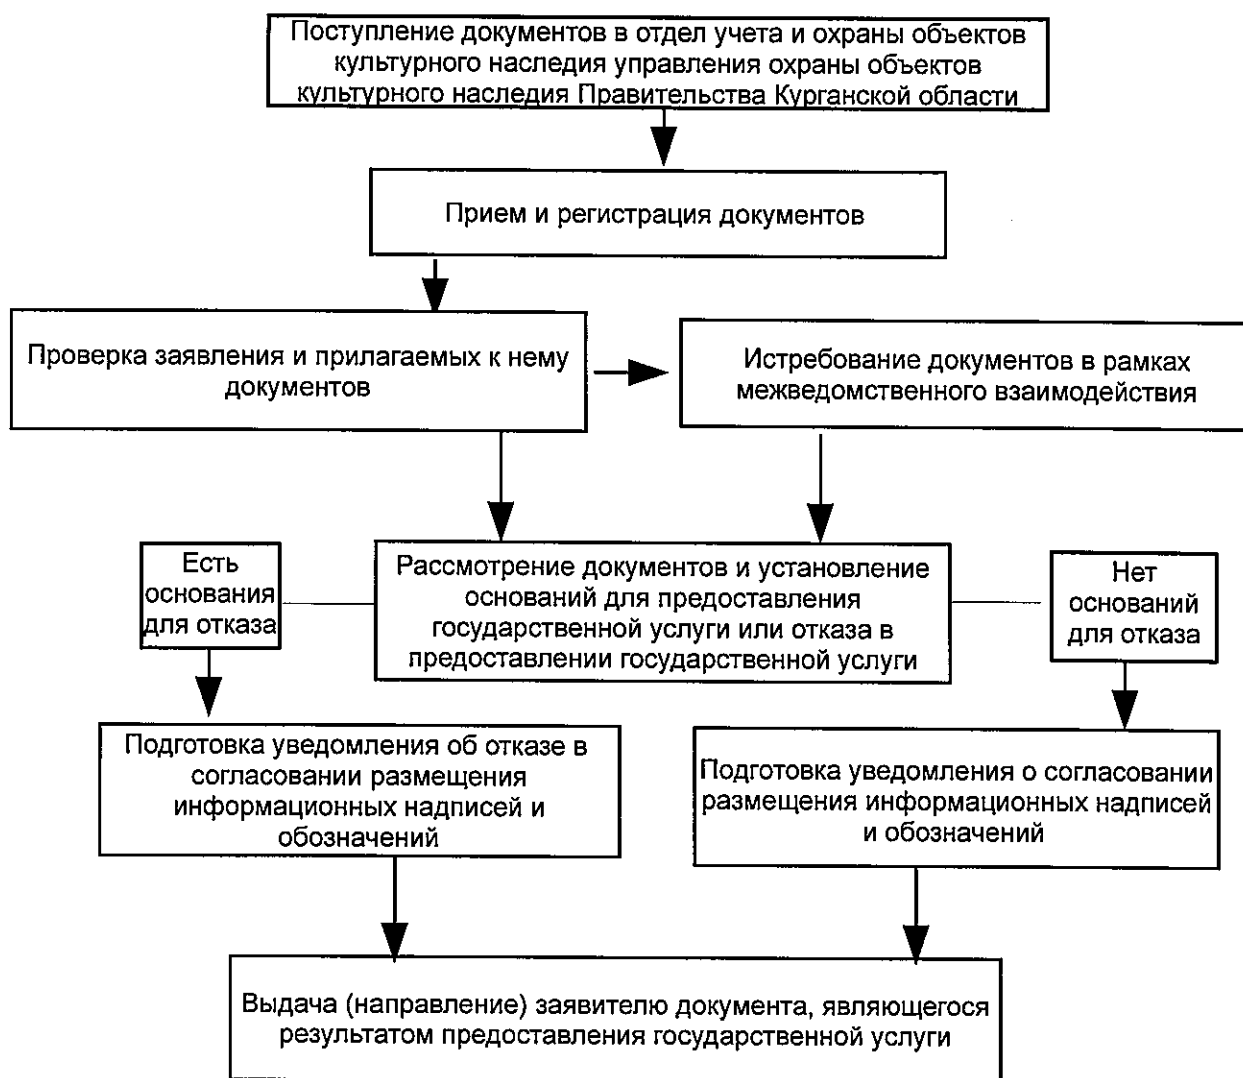 Поступление документов в отдел учета и охраны объектов
культурного наследия управления охраны объектов
культурного наследия Правительства Курганской области
Прием и регистрация документов
Проверка заявления и прилагаемых к нему
документов
Истребование документов в рамках
межведомственного взаимодействия
Есть
основания
для отказа
Рассмотрение документов и установление
оснований для предоставления
государственной услуги или отказа в
предоставлении государственной услуги
Нет
оснований
для отказа
Подготовка уведомления об отказе в
согласовании размещения
информационных надписей и
обозначений
Подготовка уведомления о согласовании
размещения информационных надписей
и обозначений
Выдача (направление) заявителю документа, являющегося
результатом предоставления государственной услуги